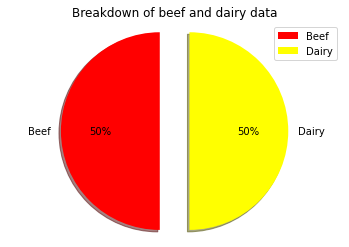 Breakdown of beef and dairy data
Beef
Dairy
Beef
50%
50%
Dairy